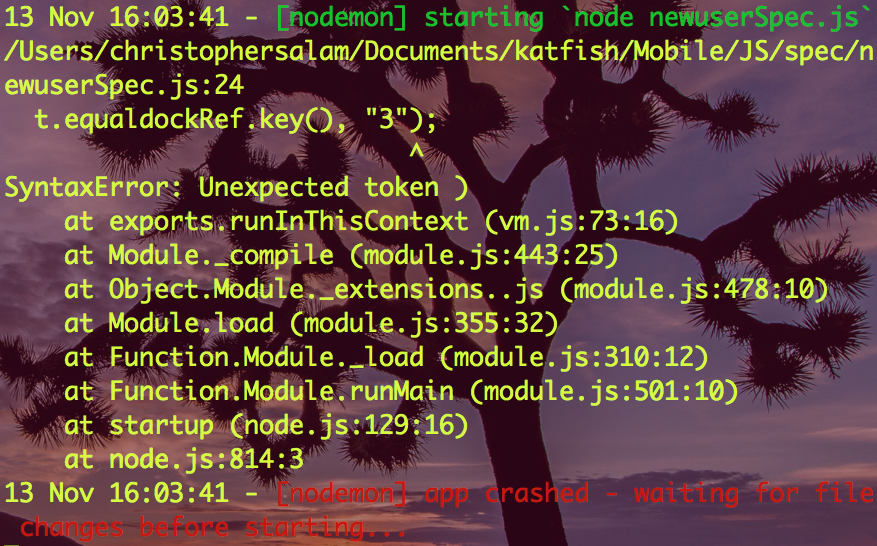 13 Nov 16:03:41 - [nodemon] starting `node newuserSpec.js`
/Users/christophersalam/Documents/katfish/Mobile/JS/spec/n
ewuserSpec.js:24
  t.equaldockRef.key(), "3");
                           ^
SyntaxError: Unexpected token )
    at exports.runInThisContext (vm.js:73:16)
    at Module._compile (module.js:443:25)
    at Object.Module._extensions..js (module.js:478:10)
    at Module.load (module.js:355:32)
    at Function.Module._load (module.js:310:12)
    at Function.Module.runMain (module.js:501:10)
    at startup (node.js:129:16)
    at node.js:814:3
13 Nov 16:03:41 - [nodemon] app crashed - waiting for file
 changes before starting...